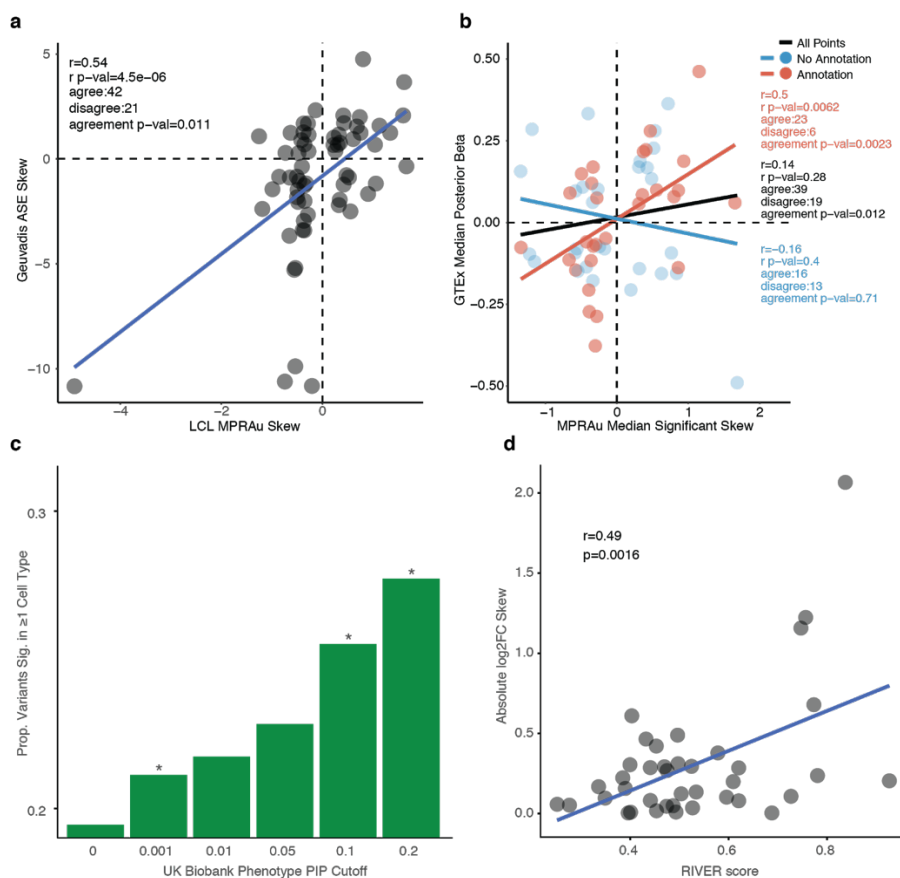 a
r=0.54
r p-val=4.5e-06
agree:42
disagree:21
agreement p-val=0.011
5
0
−5
−10
Geuvadis ASE Skew
−4
−2
0
LCL MPRAu Skew
b
All Points
No Annotation
Annotation
r=0.5
r p-val=0.0062
agree:23
disagree:6
agreement p-val=0.0023
r=0.14
r p-val=0.28
agree:39
disagree:19
agreement p-val=0.012
r=−0.16
r p-val=0.4
agree:16
disagree:13
agreement p-val=0.71
0.50
0.25
0.00
−0.25
−0.50
GTEx Median Posterior Beta
−1
0
1
2
MPRAu Median Significant Skew
c
0.3
0.2
Prop. Variants Sig. in ≥1 Cell Type
*
*
*
0
0.001
0.01
0.05
0.1
0.2
UK Biobank Phenotype PIP Cutoff
d
r=0.49
p=0.0016
2.0
1.5
1.0
0.5
0.0
Absolute log2FC Skew
0.4
0.6
0.8
RIVER score